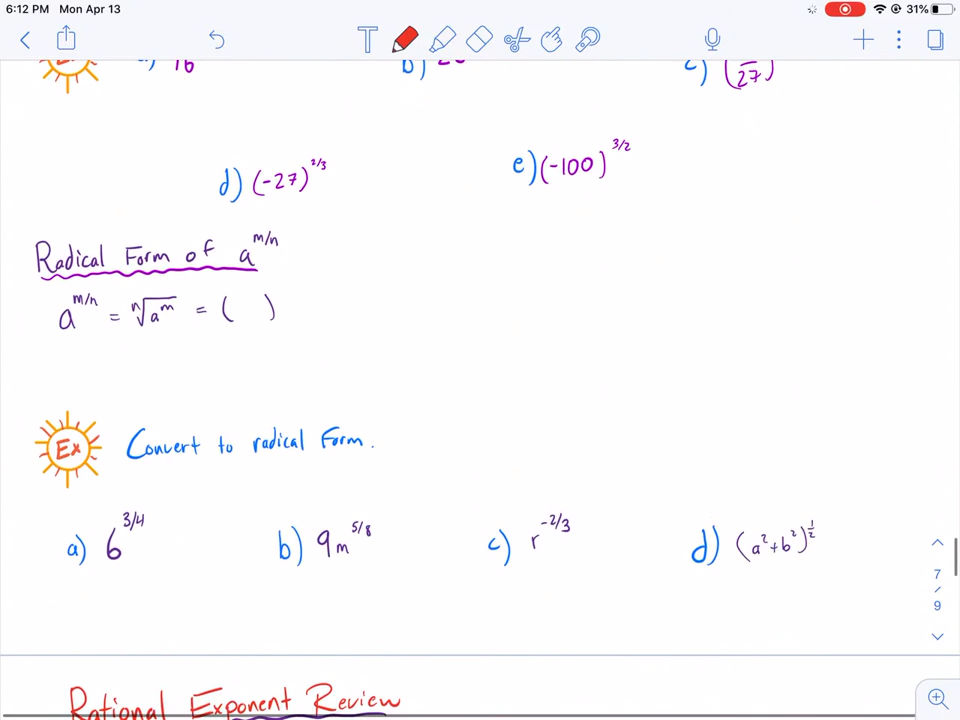 6:12 PM Mon Apr 13 31%
a) 16 b) c) ( /27)
d) (-27)^2/3 e) (-100)^3/2
Radical Form of a^m/n
a^m/n = ⁿ√a^m = ( )
Ex Convert to radical Form.
a) 6^3/4 b) 9m^5/8 c) r^-2/3 d) (a²+b²)^1/2
7
/
9
Rational Exponent Review